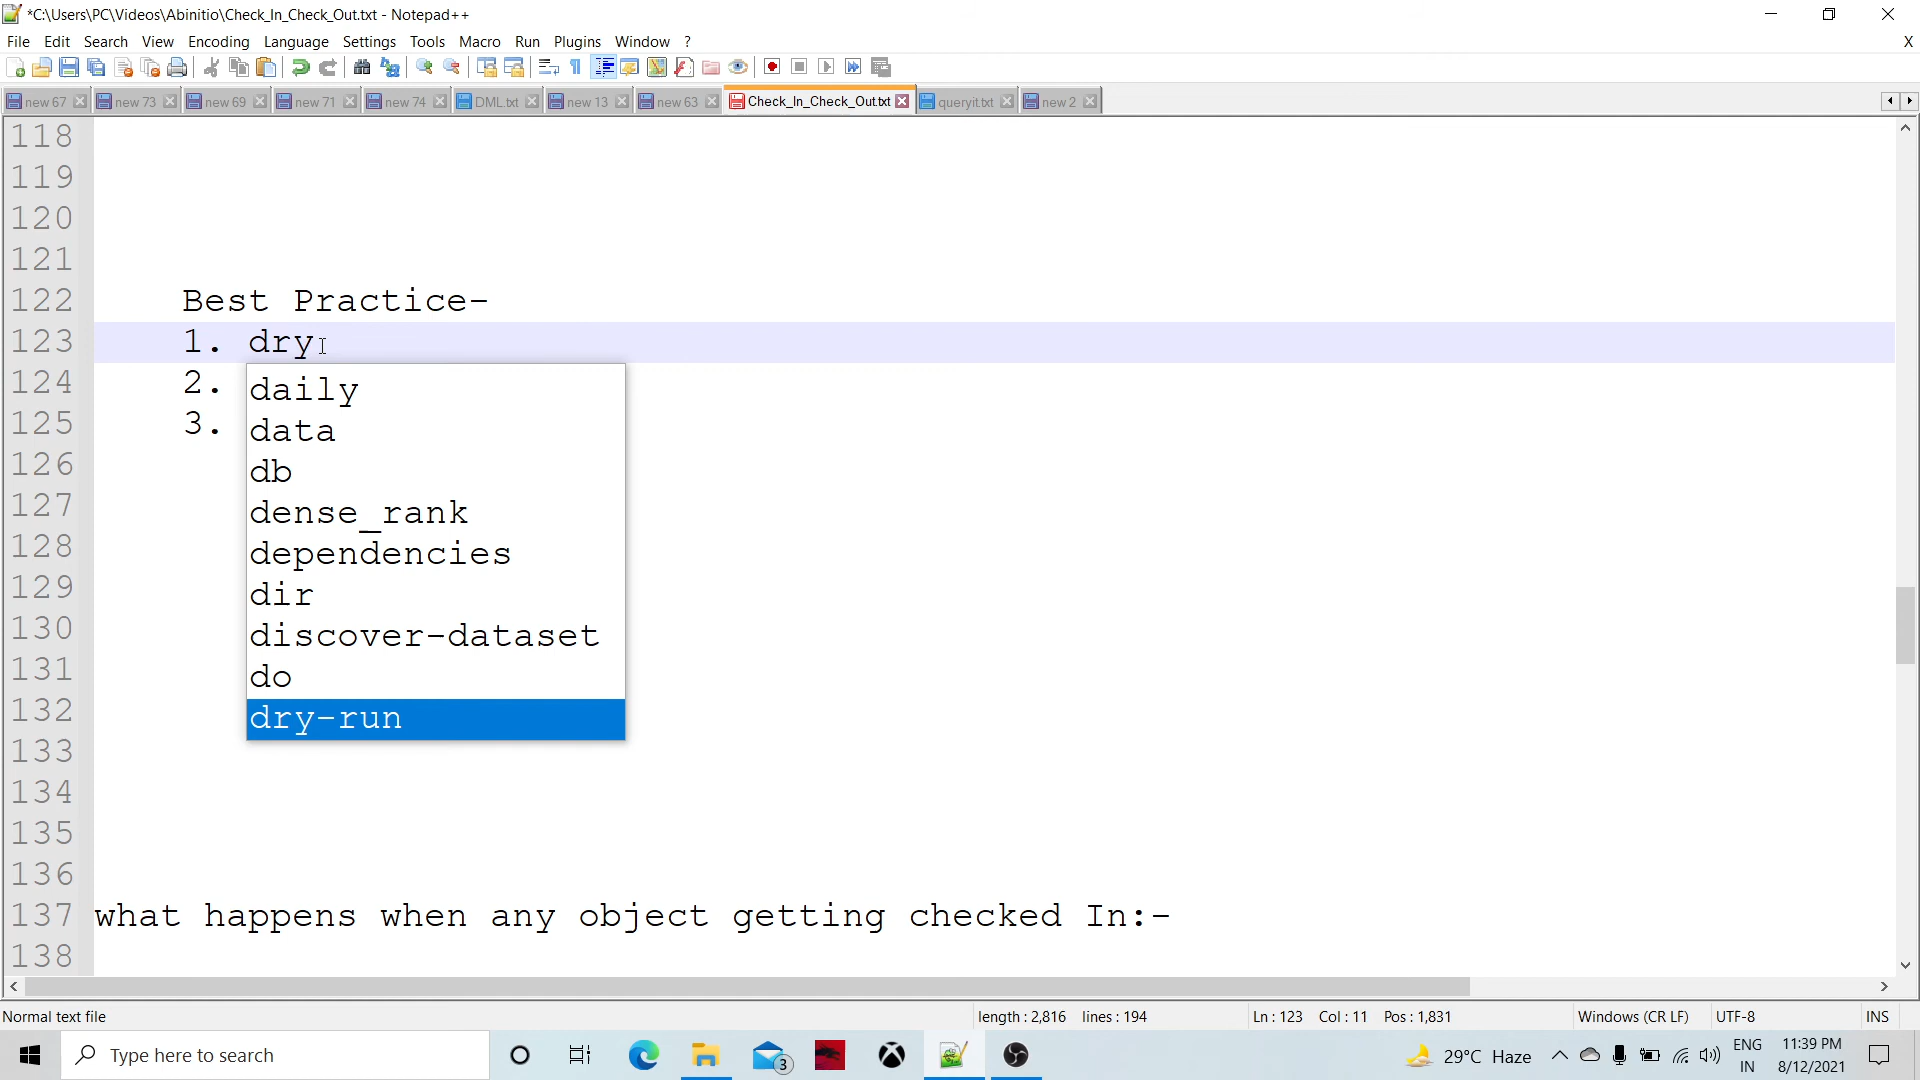 *C:\Users\PC\Videos\Abinitio\Check_In_Check_Out.txt - Notepad++
File Edit Search View Encoding Language Settings Tools Macro Run Plugins Window ? X
new 67 new 73 new 69 new 71 new 74 DML.txt new 13 new 63 Check_In_Check_Out.txt queryit.txt new 2
118
119
120
121
122 Best Practice-
123 1. dry
124 2.
125 3.
daily
data
db
dense_rank
dependencies
dir
discover-dataset
do
dry-run
126
127
128
129
130
131
132
133
134
135
136
137 what happens when any object getting checked In:-
138
Normal text file length : 2,816 lines : 194 Ln : 123 Col : 11 Pos : 1,831 Windows (CR LF) UTF-8 INS
Type here to search 3 29°C Haze ENG IN 11:39 PM 8/12/2021